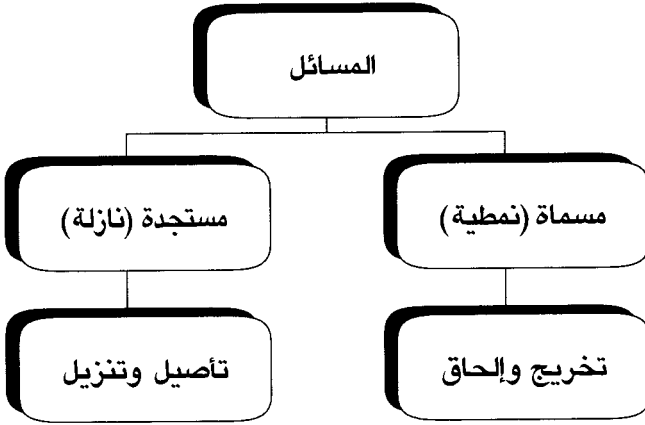 المسائل
مسماة (نمطية)
مستجدة (نازلة)
تخريج وإلحاق
تأصيل وتنزيل